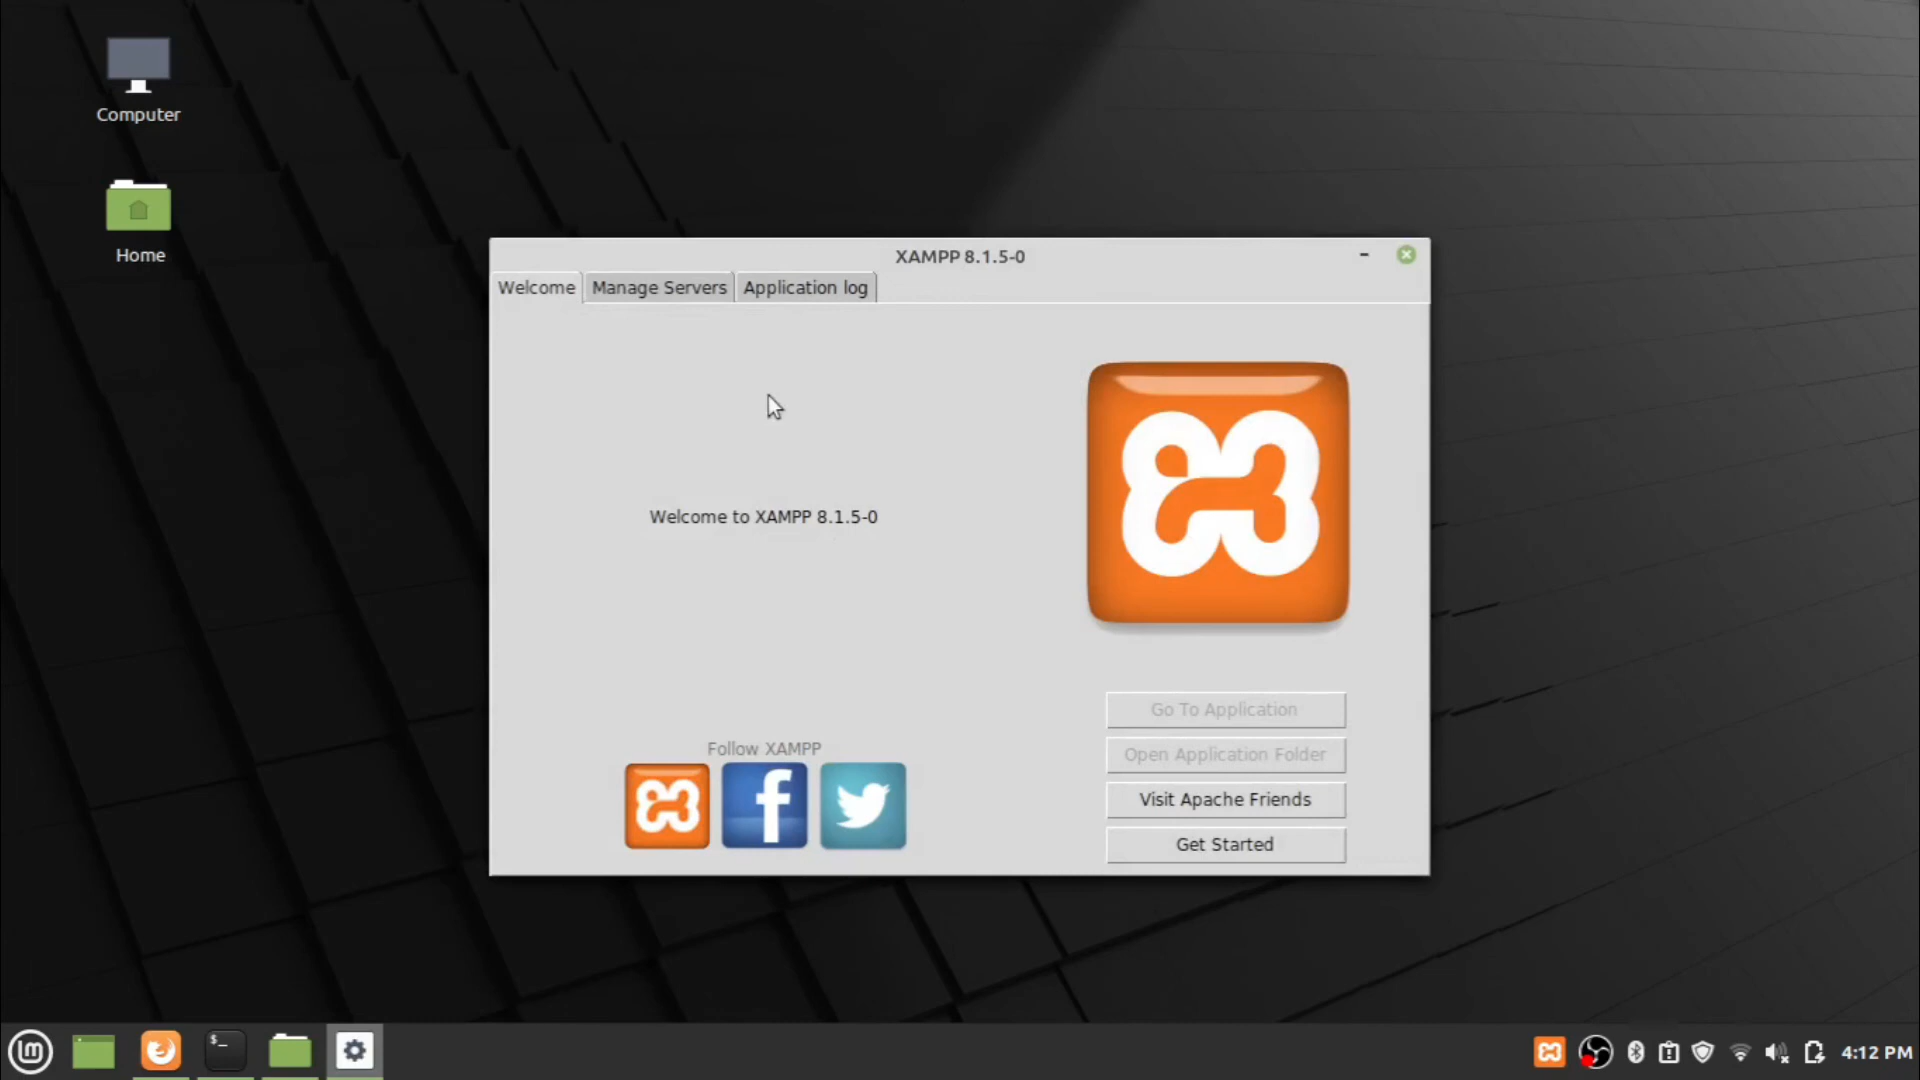 Computer
Home
XAMPP 8.1.5-0
Welcome
Manage Servers
Application log
Welcome to XAMPP 8.1.5-0
Go To Application
Open Application Folder
Follow XAMPP
Visit Apache Friends
Get Started
$_
4:12 PM